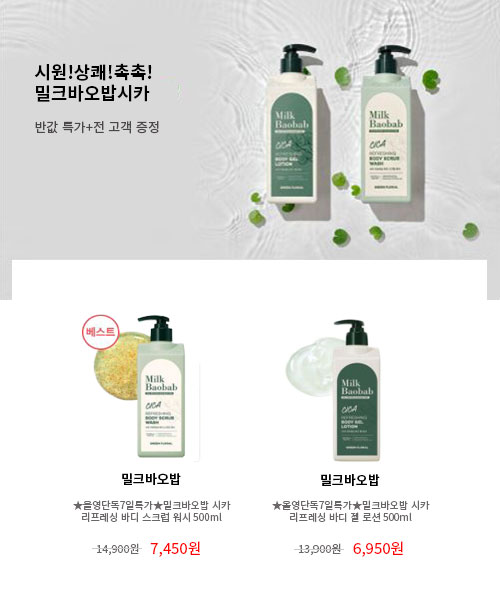 시원!상쾌!촉촉!
밀크바오밥시카
반값 특가+전 고객 증정
Milk
Baobab
CICA
REFRESHING
BODY GEL
LOTION
GREEN FLORAL
Milk
Baobab
CICA
REFRESHING
BODY SCRUB
WASH
GREEN FLORAL
베스트
Milk
Baobab
CICA
REFRESHING
BODY SCRUB
WASH
Milk
Baobab
CICA
REFRESHING
BODY GEL
LOTION
밀크바오밥
★올영단독7일특가★밀크바오밥 시카
리프레싱 바디 스크럽 워시 500ml
14,900원 7,450원
밀크바오밥
★올영단독7일특가★밀크바오밥 시카
리프레싱 바디 젤 로션 500ml
13,900원 6,950원